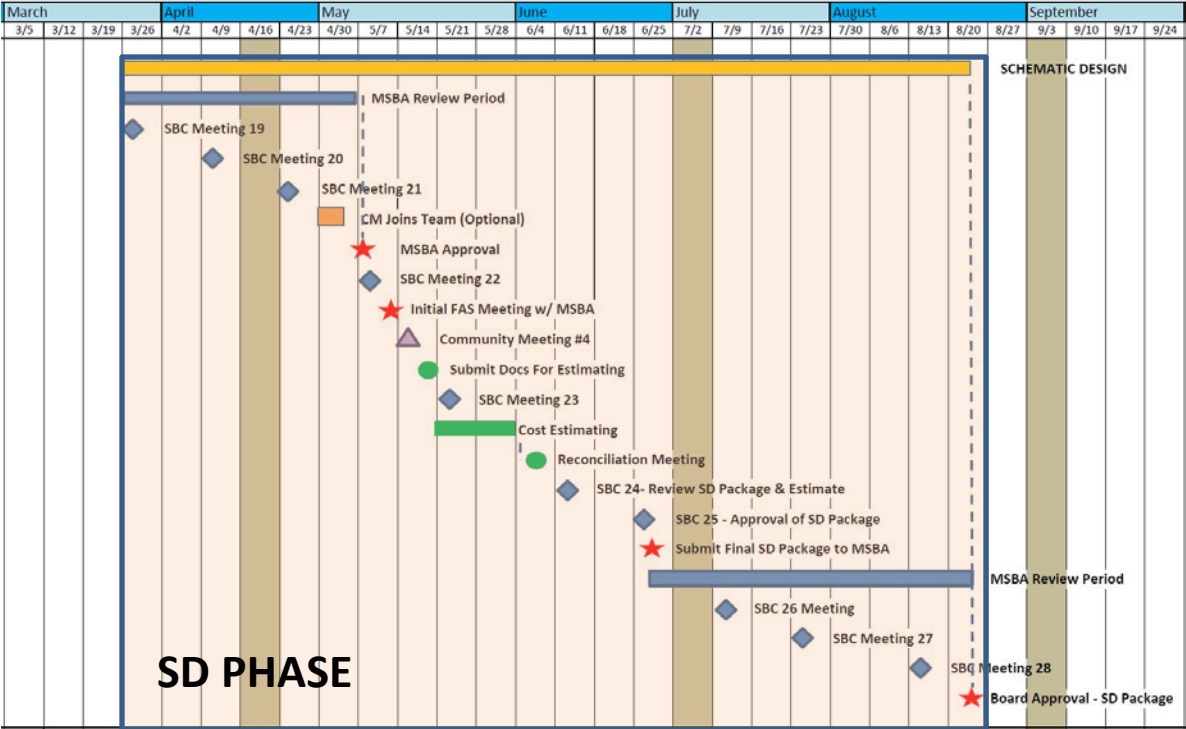 March April May June July August September
3/5 3/12 3/19 3/26 4/2 4/9 4/16 4/23 4/30 5/7 5/14 5/21 5/28 6/4 6/11 6/18 6/25 7/2 7/9 7/16 7/23 7/30 8/6 8/13 8/20 8/27 9/3 9/10 9/17 9/24
SCHEMATIC DESIGN
MSBA Review Period
SBC Meeting 19
SBC Meeting 20
SBC Meeting 21
CM Joins Team (Optional)
MSBA Approval
SBC Meeting 22
Initial FAS Meeting w/ MSBA
Community Meeting #4
Submit Docs For Estimating
SBC Meeting 23
Cost Estimating
Reconciliation Meeting
SBC 24- Review SD Package & Estimate
SBC 25 - Approval of SD Package
Submit Final SD Package to MSBA
MSBA Review Period
SBC 26 Meeting
SBC Meeting 27
SBC Meeting 28
SD PHASE
Board Approval - SD Package